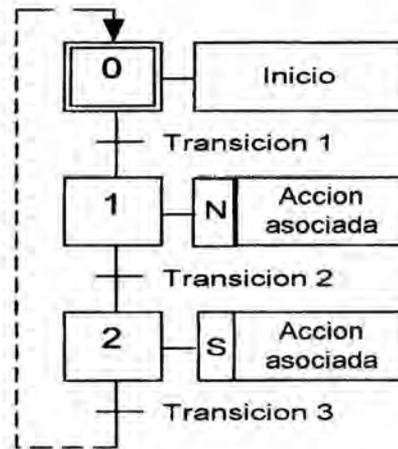 0
Inicio
Transicion 1
1
N
Accion
asociada
Transicion 2
2
S
Accion
asociada
Transicion 3